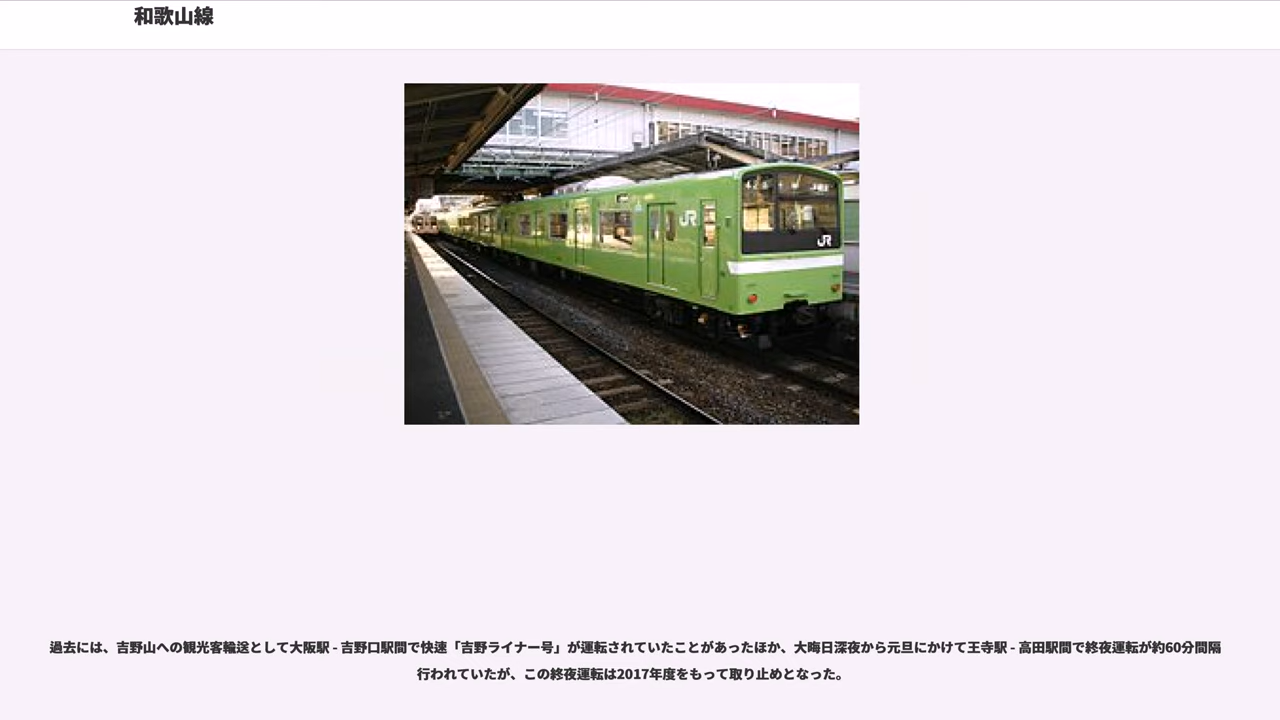 和歌山線
JR
JR
過去には、吉野山への観光客輸送として大阪駅 - 吉野口駅間で快速「吉野ライナー号」が運転されていたことがあったほか、大晦日深夜から元旦にかけて王寺駅 - 高田駅間で終夜運転が約60分間隔
行われていたが、この終夜運転は2017年度をもって取り止めとなった。